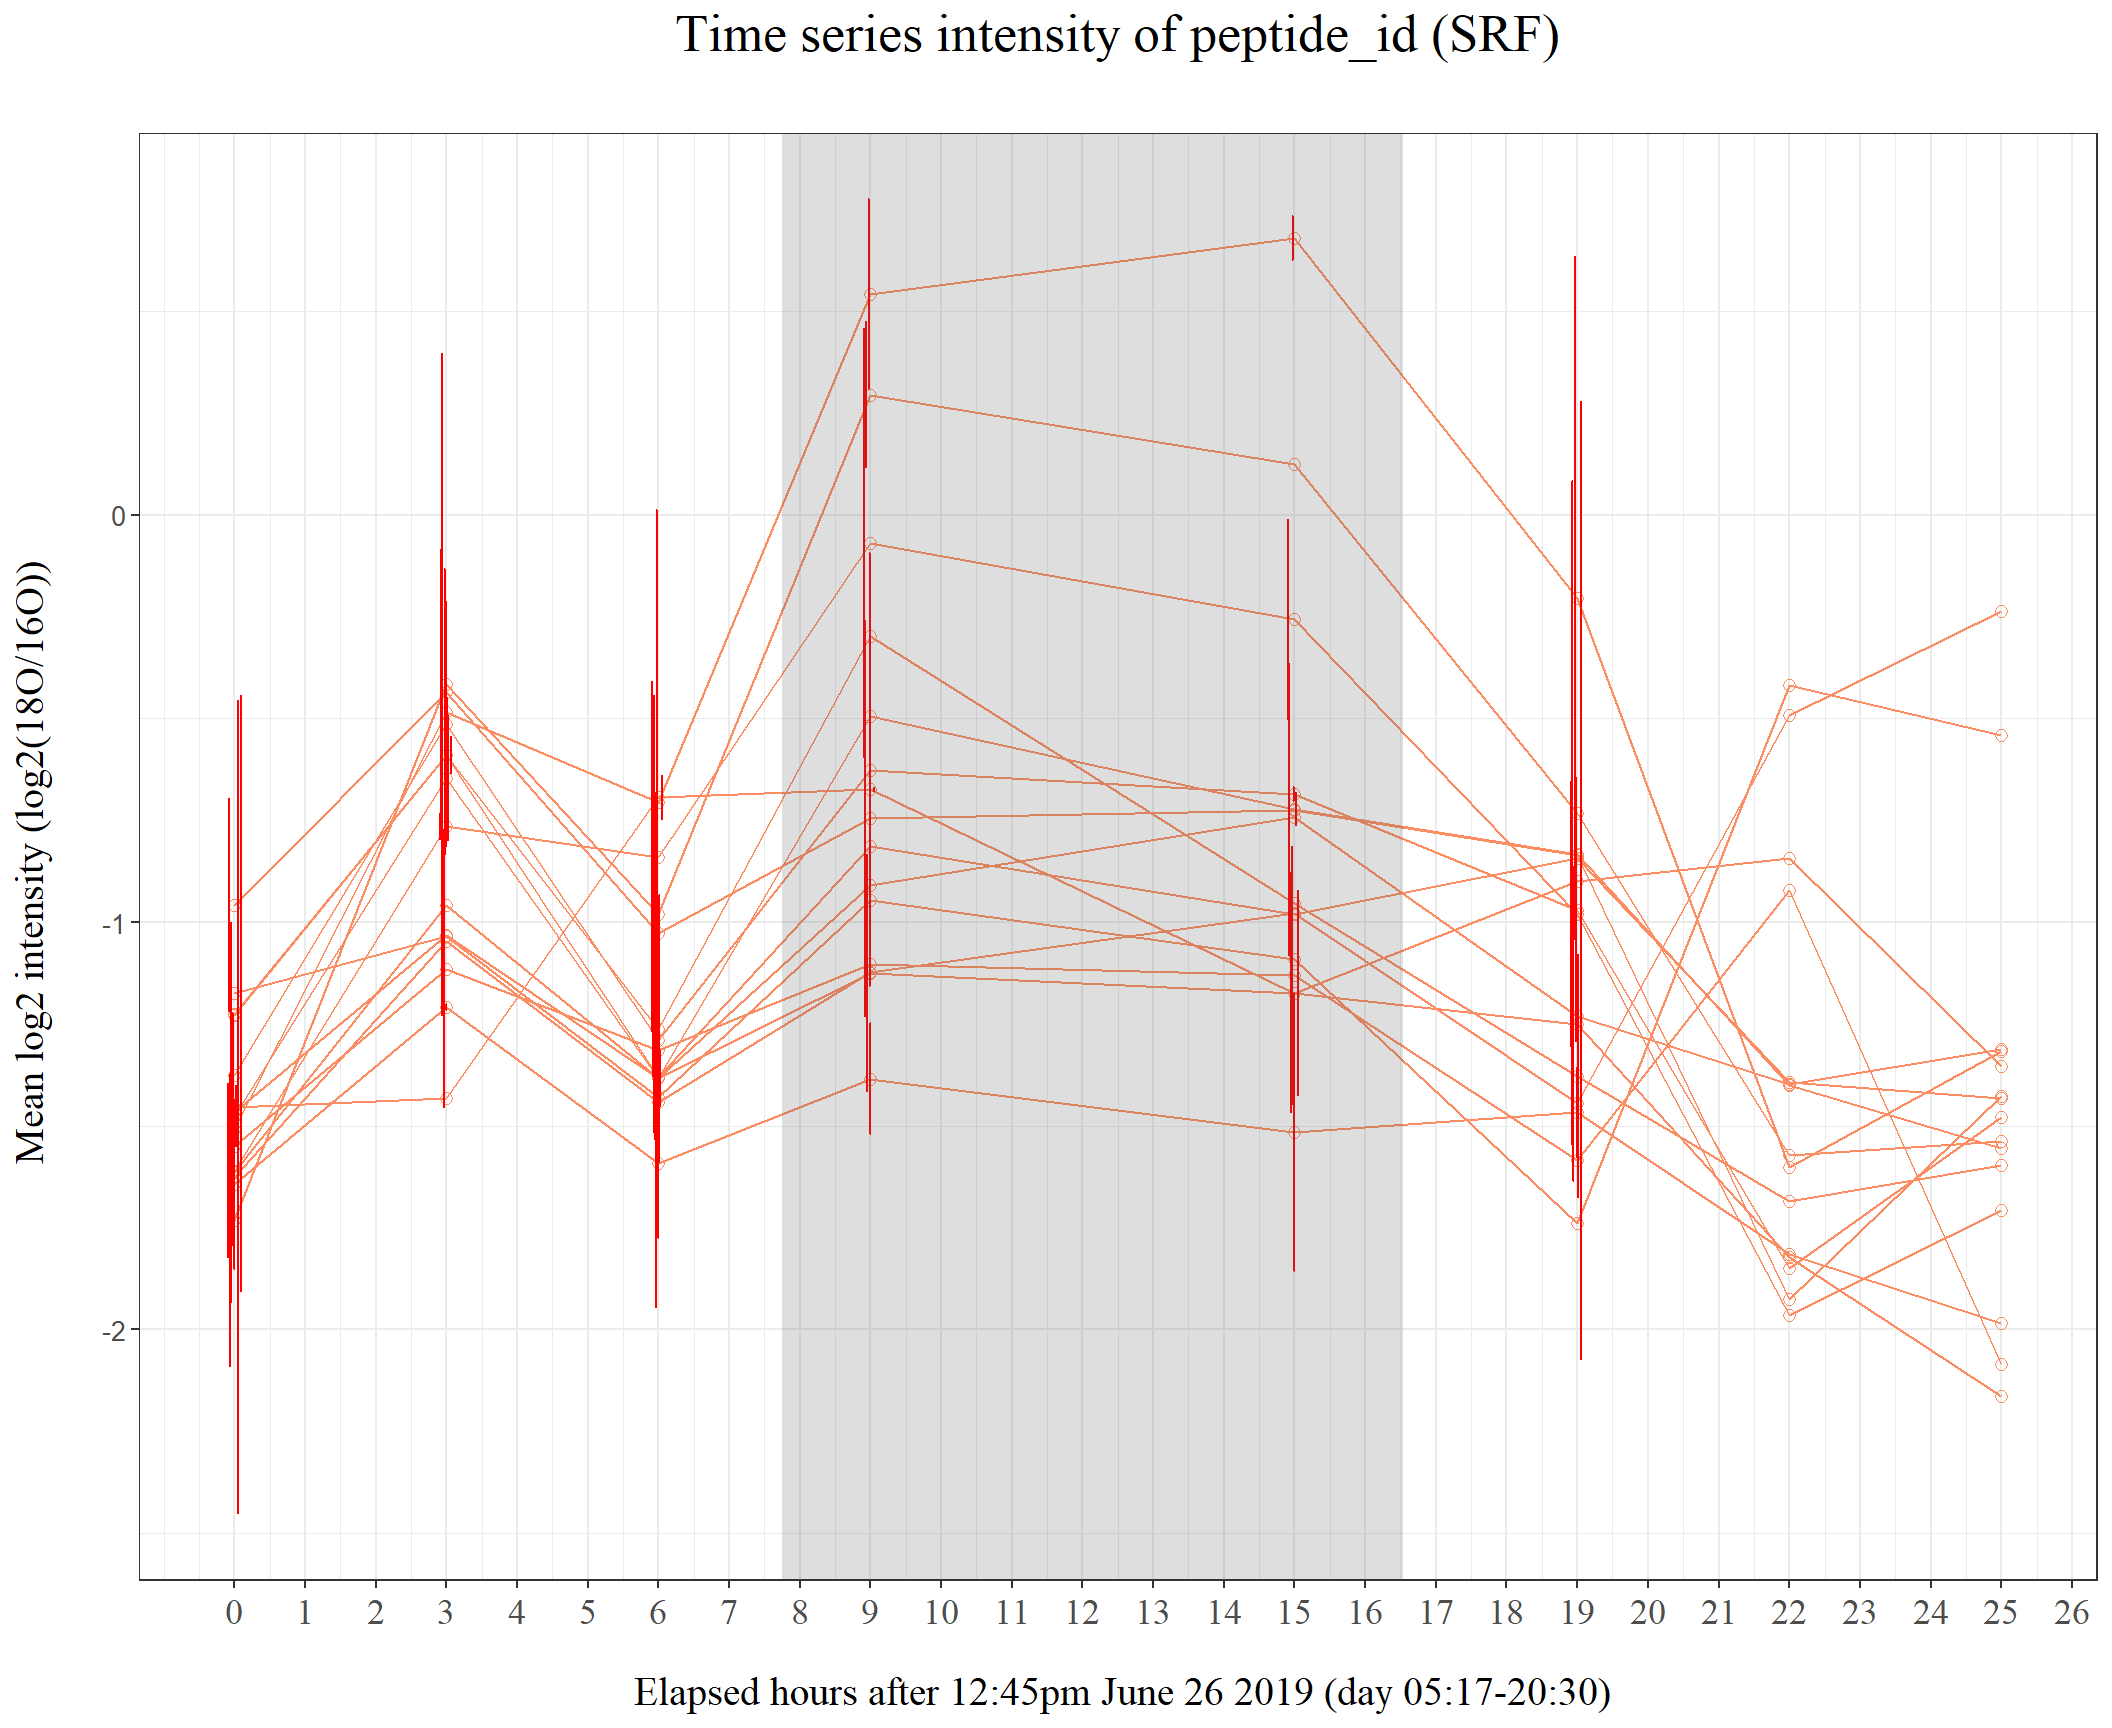 Time series intensity of peptide_id (SRF)
Mean log2 intensity (log2(18O/16O))
0
-1
-2
0 1 2 3 4 5 6 7 8 9 10 11 12 13 14 15 16 17 18 19 20 21 22 23 24 25 26
Elapsed hours after 12:45pm June 26 2019 (day 05:17-20:30)